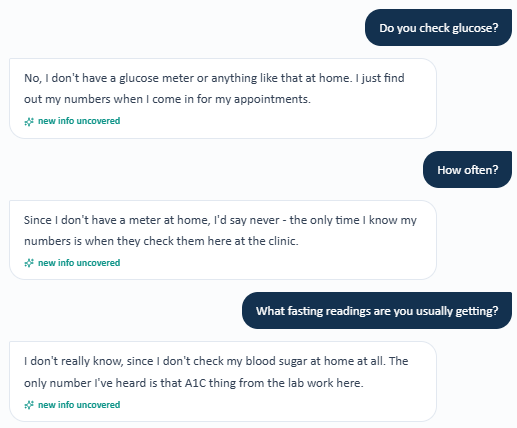 Do you check glucose?
No, I don't have a glucose meter or anything like that at home. I just find
out my numbers when I come in for my appointments.
new info uncovered
How often?
Since I don't have a meter at home, I'd say never - the only time I know my
numbers is when they check them here at the clinic.
new info uncovered
What fasting readings are you usually getting?
I don't really know, since I don't check my blood sugar at home at all. The
only number I've heard is that A1C thing from the lab work here.
new info uncovered